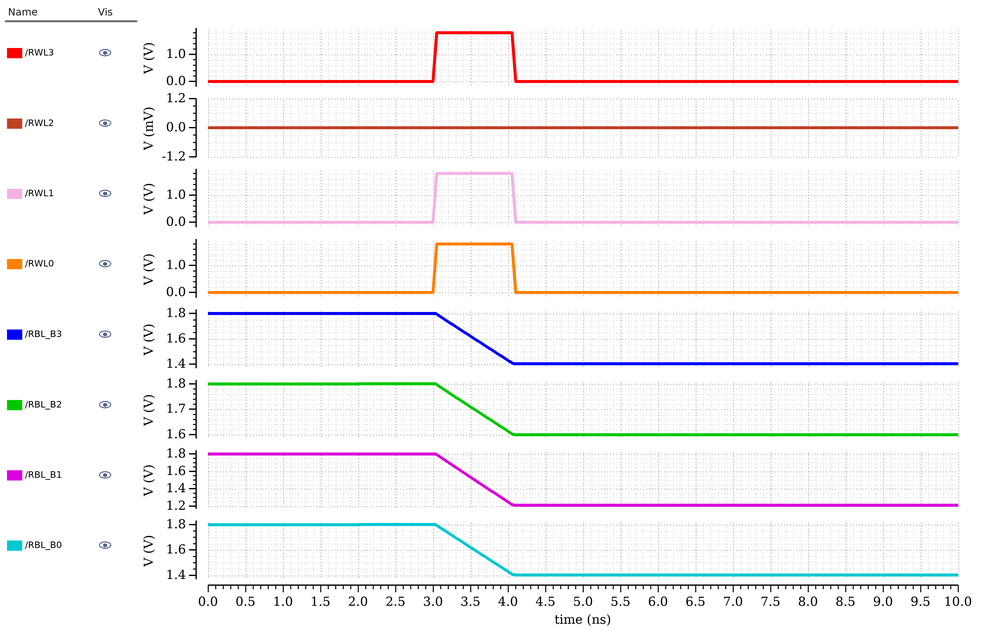 Name Vis
/RWL3 V (V) 1.0 0.0
/RWL2 V (mV) 1.2 0.0 -1.2
/RWL1 V (V) 1.0 0.0
/RWL0 V (V) 1.0 0.0
/RBL_B3 V (V) 1.8 1.6 1.4
/RBL_B2 V (V) 1.8 1.7 1.6
/RBL_B1 V (V) 1.8 1.6 1.4 1.2
/RBL_B0 V (V) 1.8 1.6 1.4
0.0 0.5 1.0 1.5 2.0 2.5 3.0 3.5 4.0 4.5 5.0 5.5 6.0 6.5 7.0 7.5 8.0 8.5 9.0 9.5 10.0
time (ns)